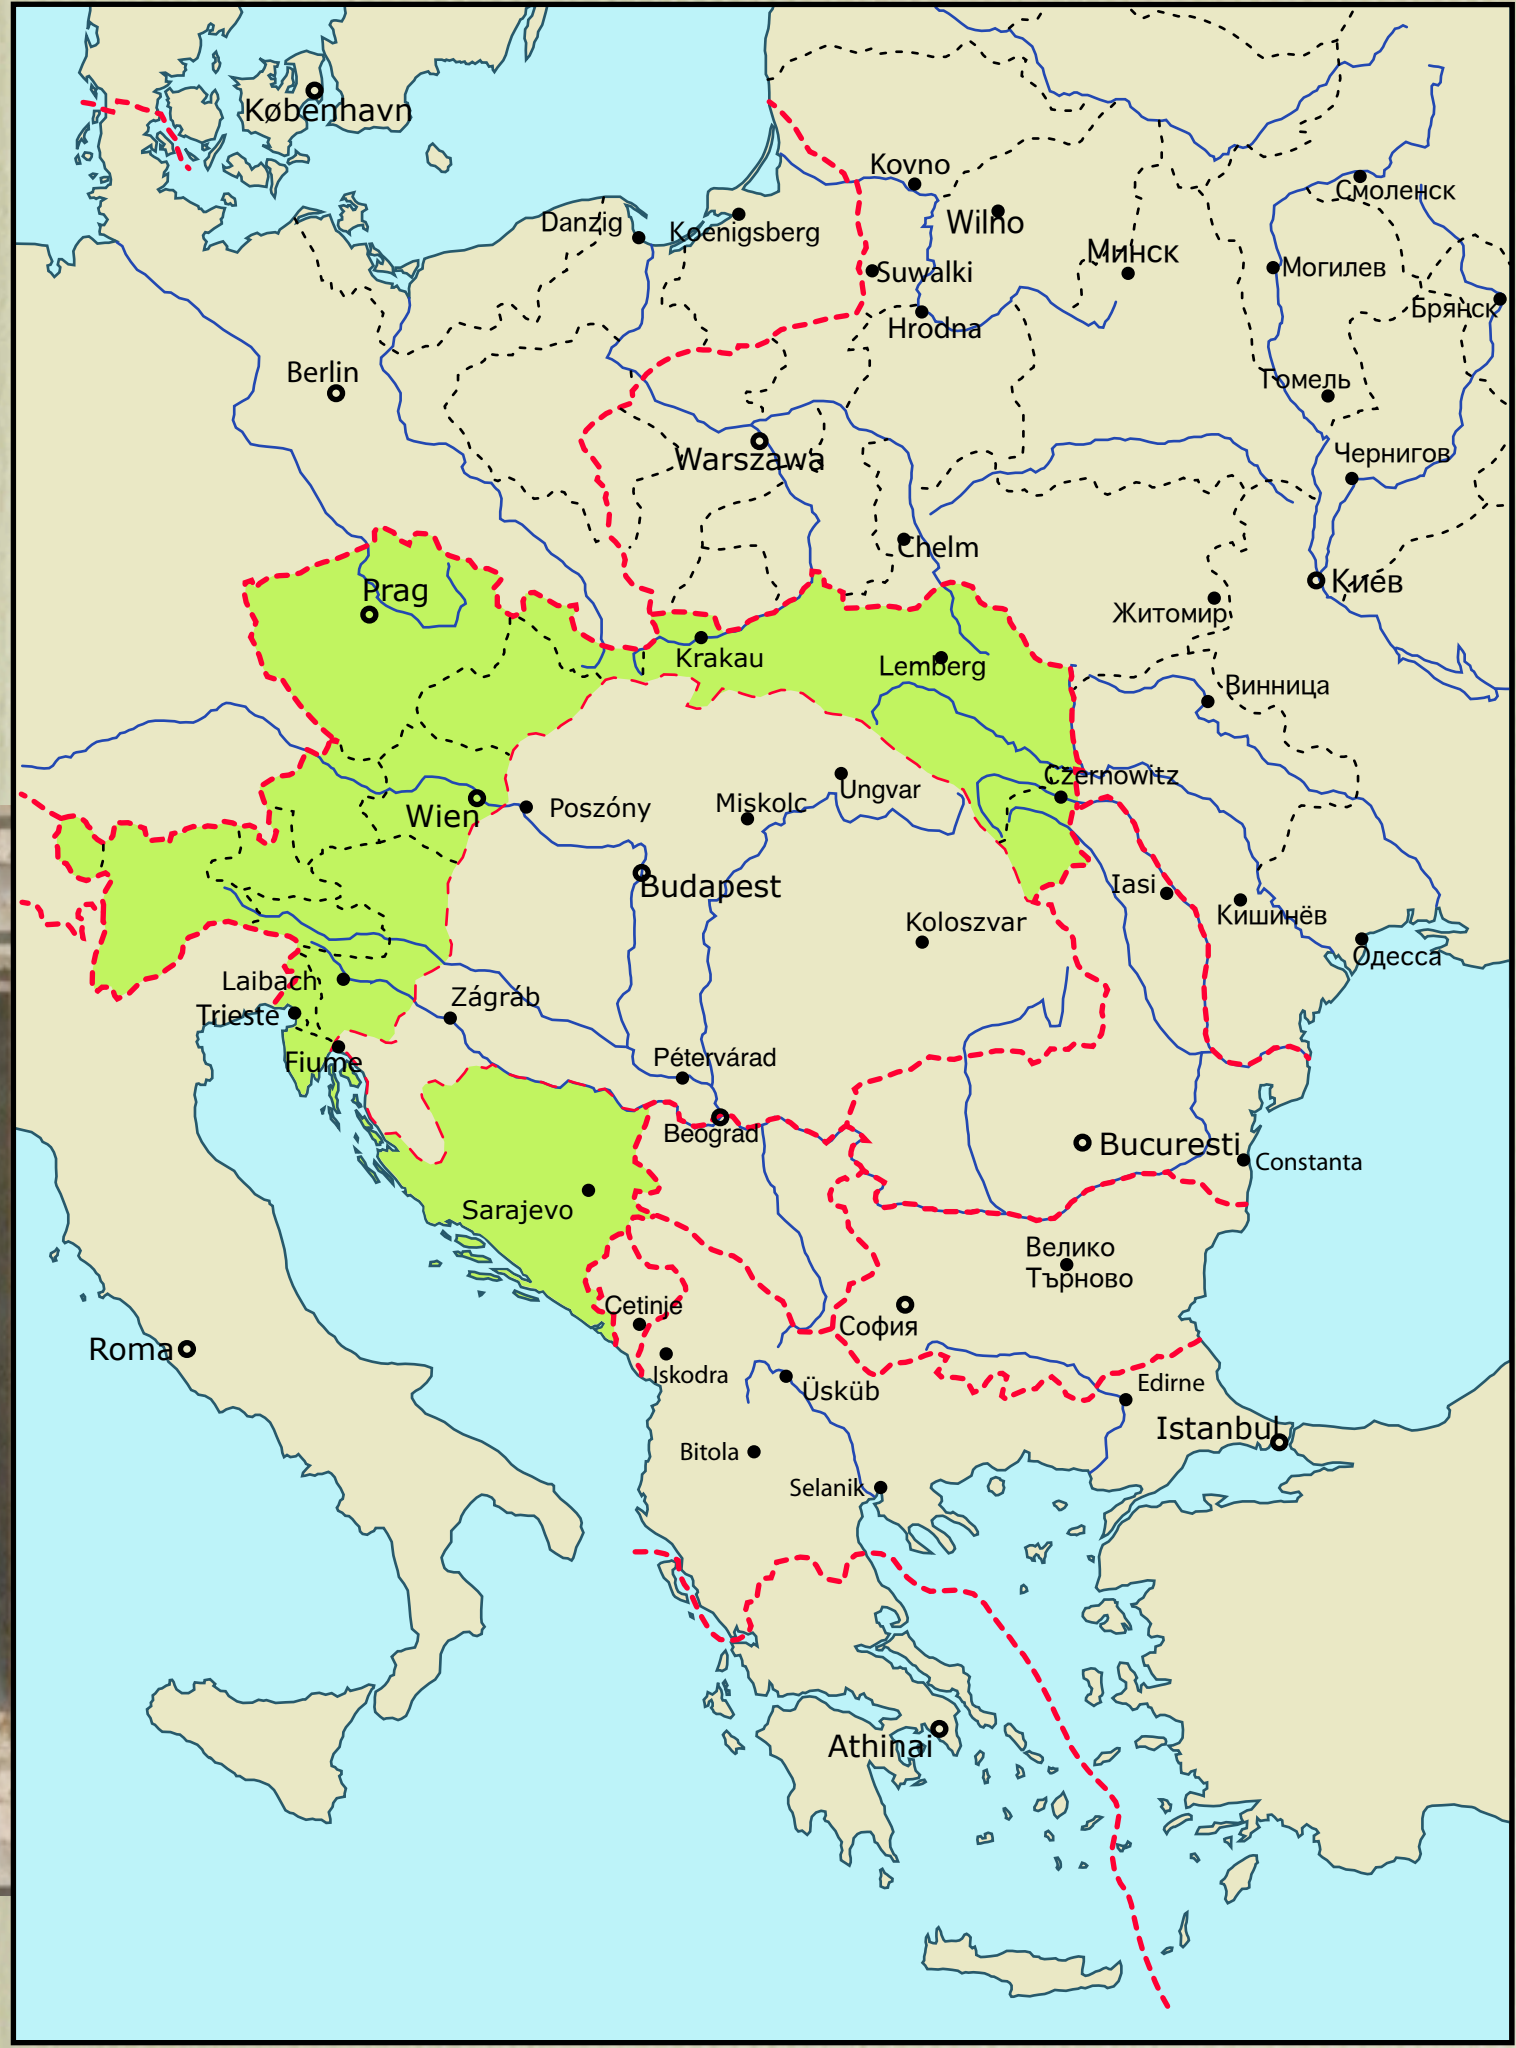 København
Kovno
Смоленск
Wilno
Danzig
Koenigsberg
Минск
Suwalki
Могилев
Брянск
Hrodna
Berlin
Гомель
Warszawa
Чернигов
Chelm
Prag
Киев
Житомир
Krakau
Lemberg
Винница
Czernowitz
Ungvar
Miskolc
Poszóny
Wien
Budapest
Iasi
Кишинёв
Koloszvar
Одесса
Laibach
Zágráb
Trieste
Fiume
Pétervárad
Beograd
Bucuresti
Constanta
Sarajevo
Велико
Търново
Cetinje
София
Roma
Iskodra
Üsküb
Edirne
Istanbul
Bitola
Selanik
Athinai